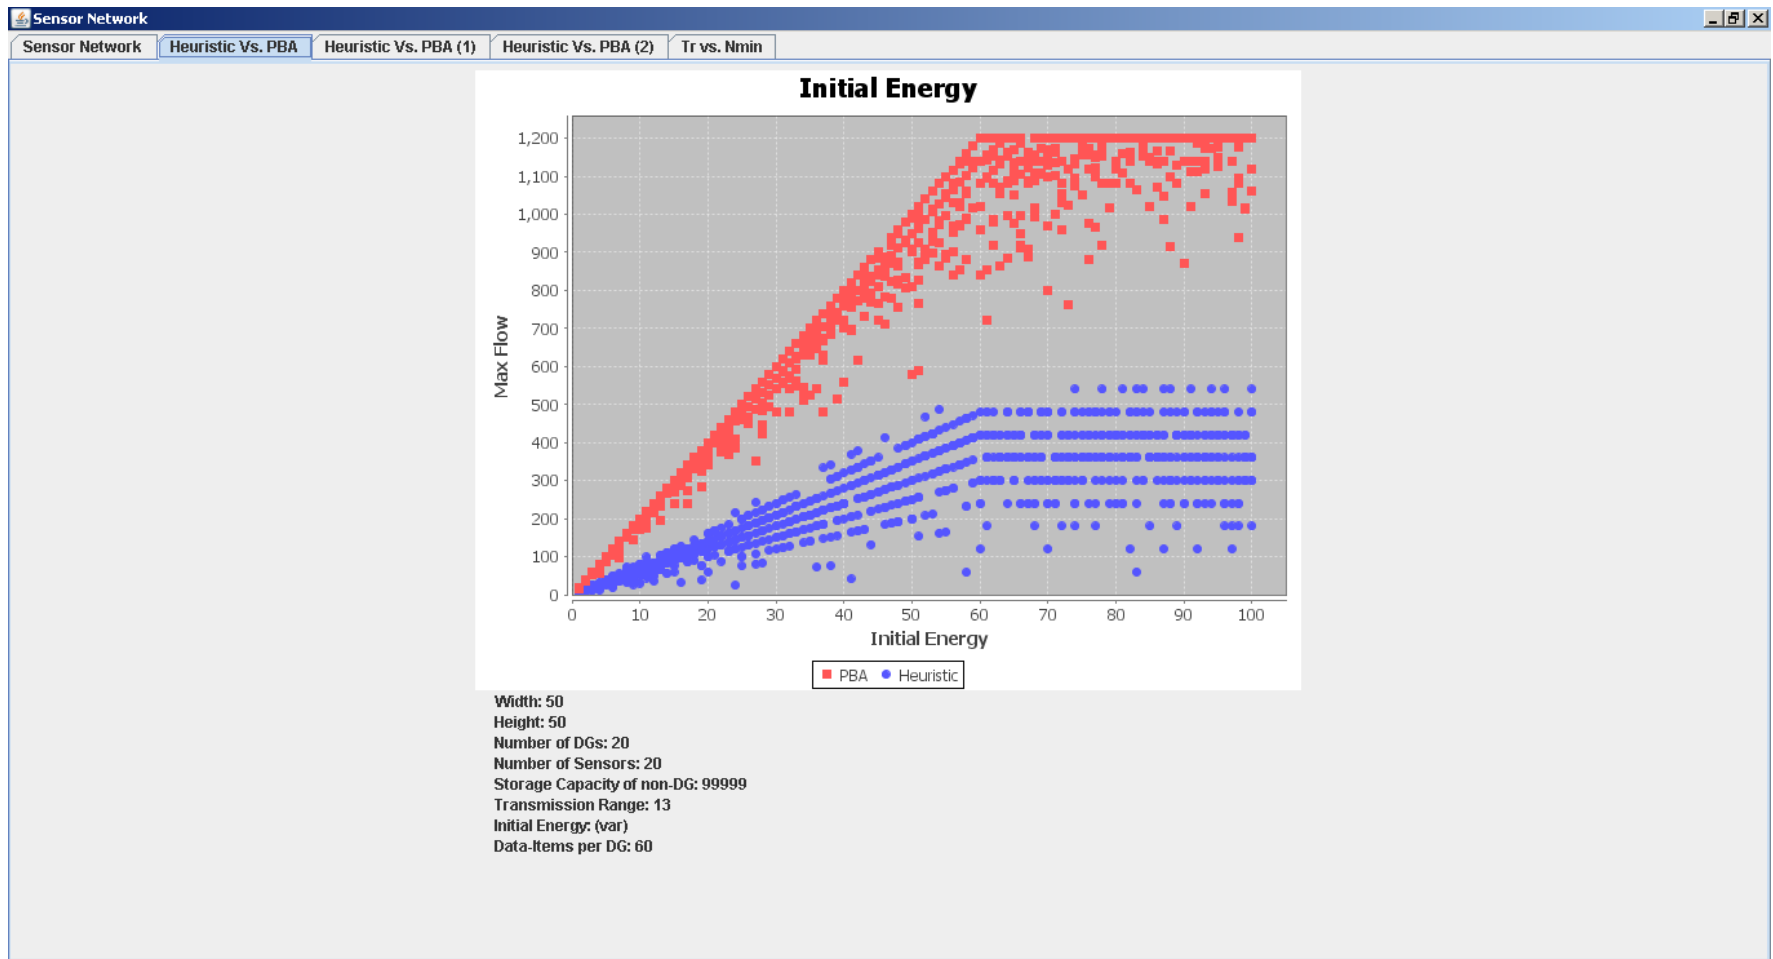 Sensor Network
Sensor Network Heuristic Vs. PBA Heuristic Vs. PBA (1) Heuristic Vs. PBA (2) Tr vs. Nmin
Initial Energy
Max Flow
1,200
1,100
1,000
900
800
700
600
500
400
300
200
100
0
0 10 20 30 40 50 60 70 80 90 100
Initial Energy
PBA Heuristic
Width: 50
Height: 50
Number of DGs: 20
Number of Sensors: 20
Storage Capacity of non-DG: 99999
Transmission Range: 13
Initial Energy: (var)
Data-Items per DG: 60